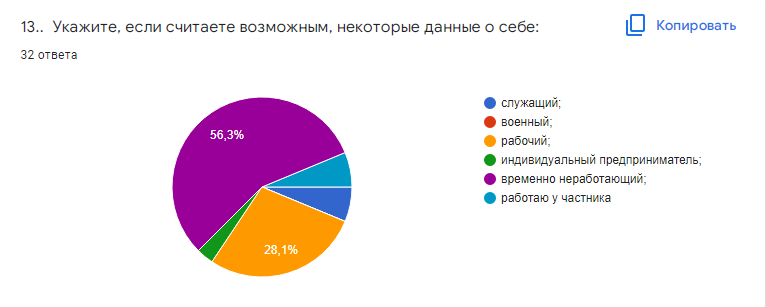 13.. Укажите, если считаете возможным, некоторые данные о себе:
Копировать
32 ответа
56,3%
28,1%
служащий;
военный;
рабочий;
индивидуальный предприниматель;
временно неработающий;
работаю у частника